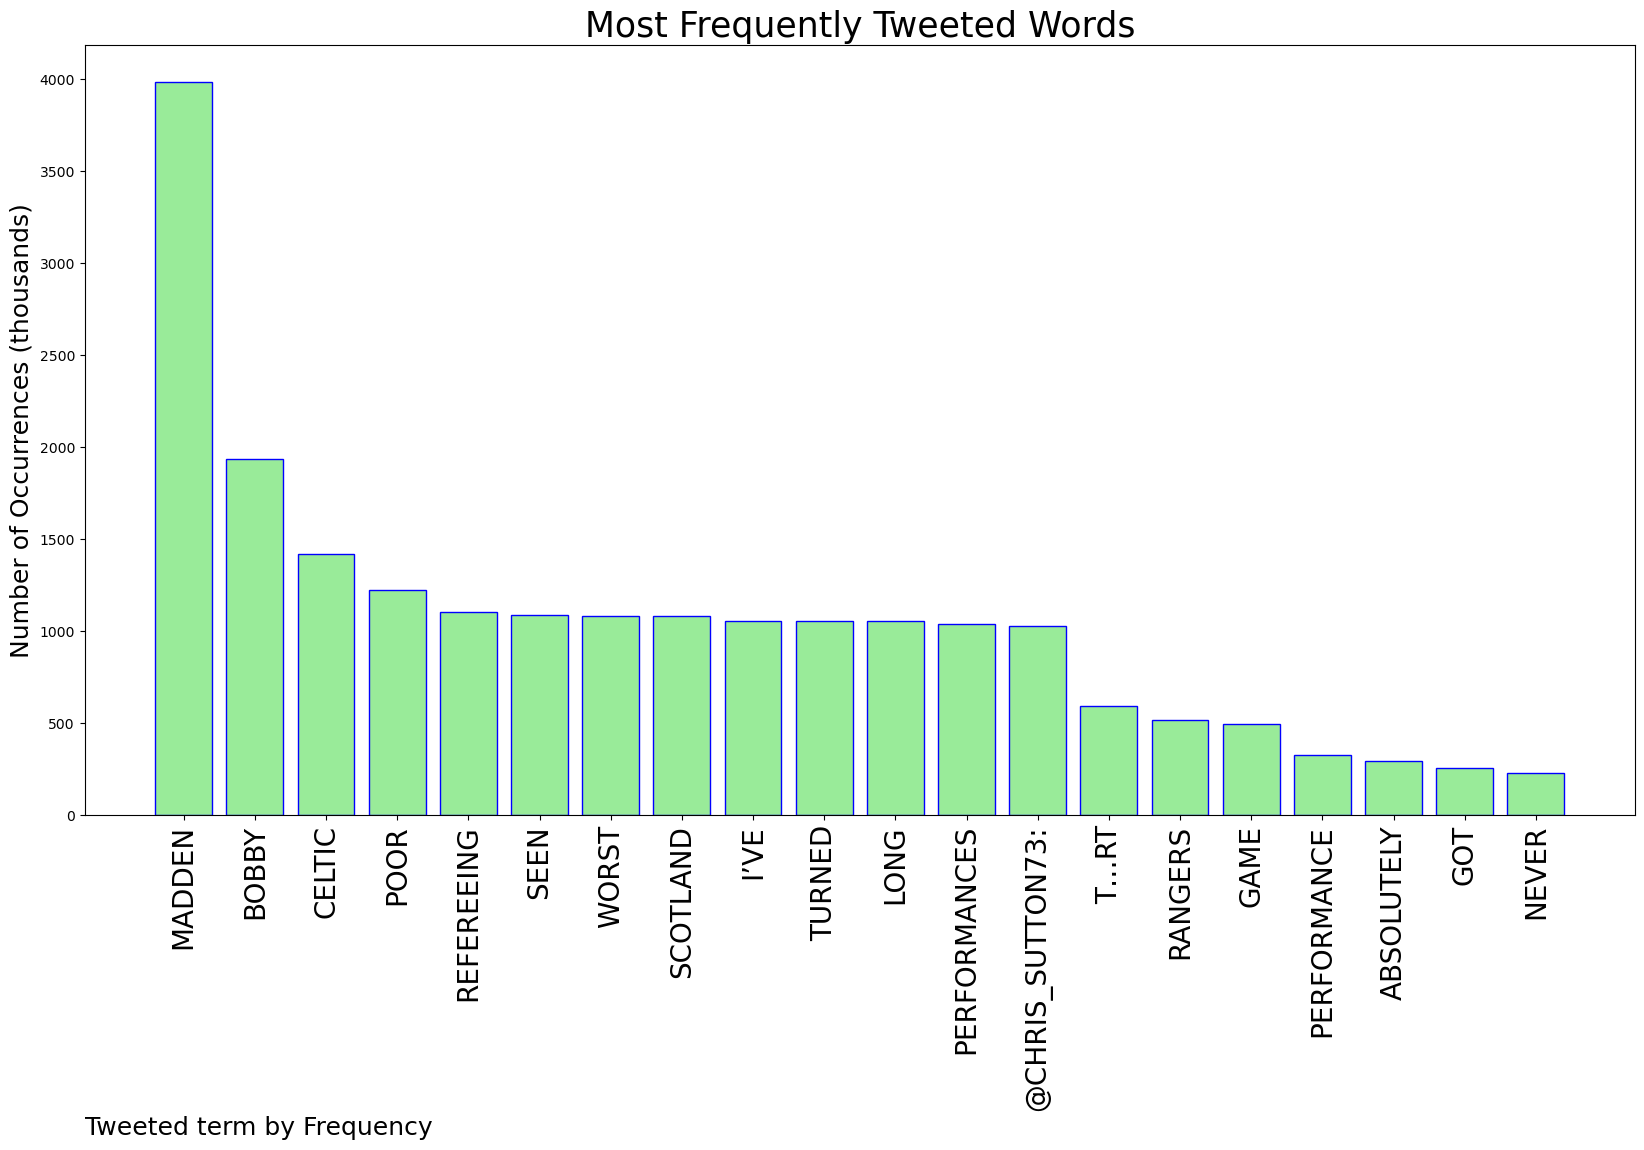 Most Frequently Tweeted Words
Number of Occurrences (thousands)
4000
3500
3000
2500
2000
1500
1000
500
0
MADDEN
BOBBY
CELTIC
POOR
REFEREEING
SEEN
WORST
SCOTLAND
I’VE
TURNED
LONG
PERFORMANCES
@CHRIS_SUTTON73:
T…RT
RANGERS
GAME
PERFORMANCE
ABSOLUTELY
GOT
NEVER
Tweeted term by Frequency